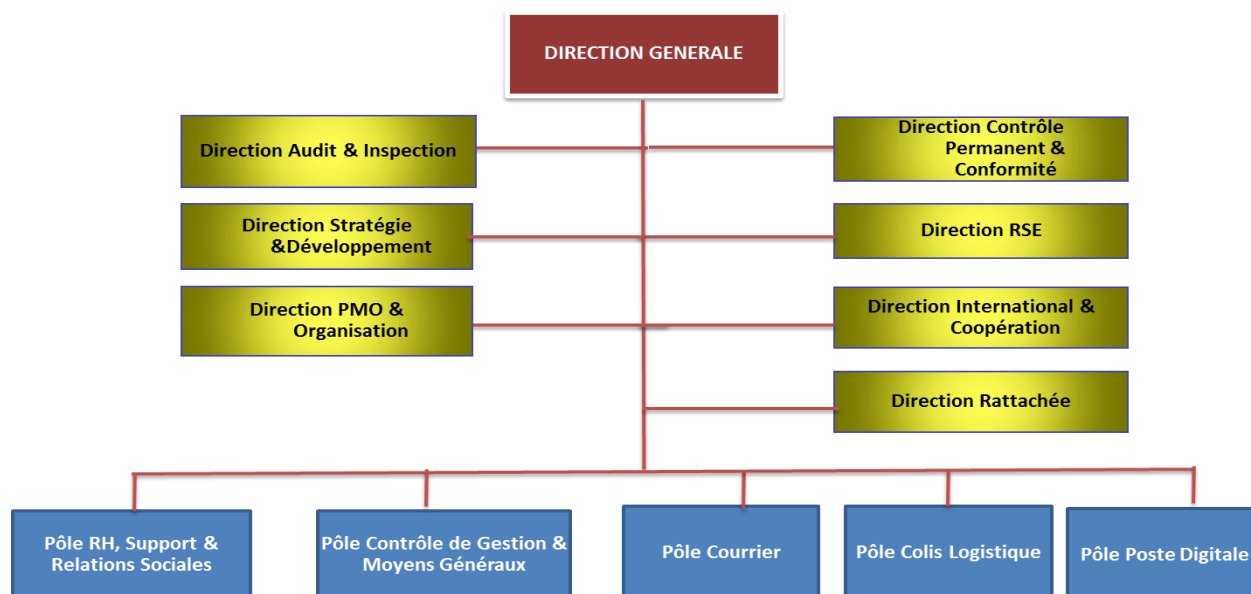 DIRECTION GENERALE
Direction Audit & Inspection
Direction Contrôle
Permanent &
Conformité
Direction Stratégie
&Développement
Direction RSE
Direction PMO &
Organisation
Direction International &
Coopération
Direction Rattachée
Pôle RH, Support &
Relations Sociales
Pôle Contrôle de Gestion &
Moyens Généraux
Pôle Courrier
Pôle Colis Logistique
Pôle Poste Digitale